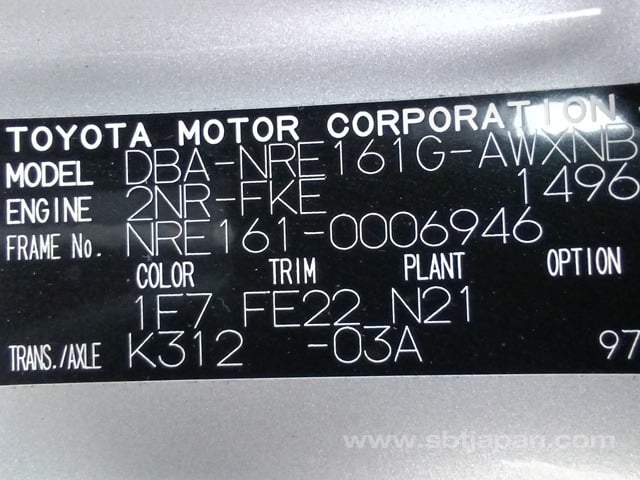 TOYOTA MOTOR CORPORATION
MODEL DBA-NRE161G-AWXNB
ENGINE 2NR-FKE 1496
FRAME No. NRE161-0006946
COLOR TRIM PLANT OPTION
1F7 FE22 N21
TRANS./AXLE K312 -03A 97
www.sbtjapan.com